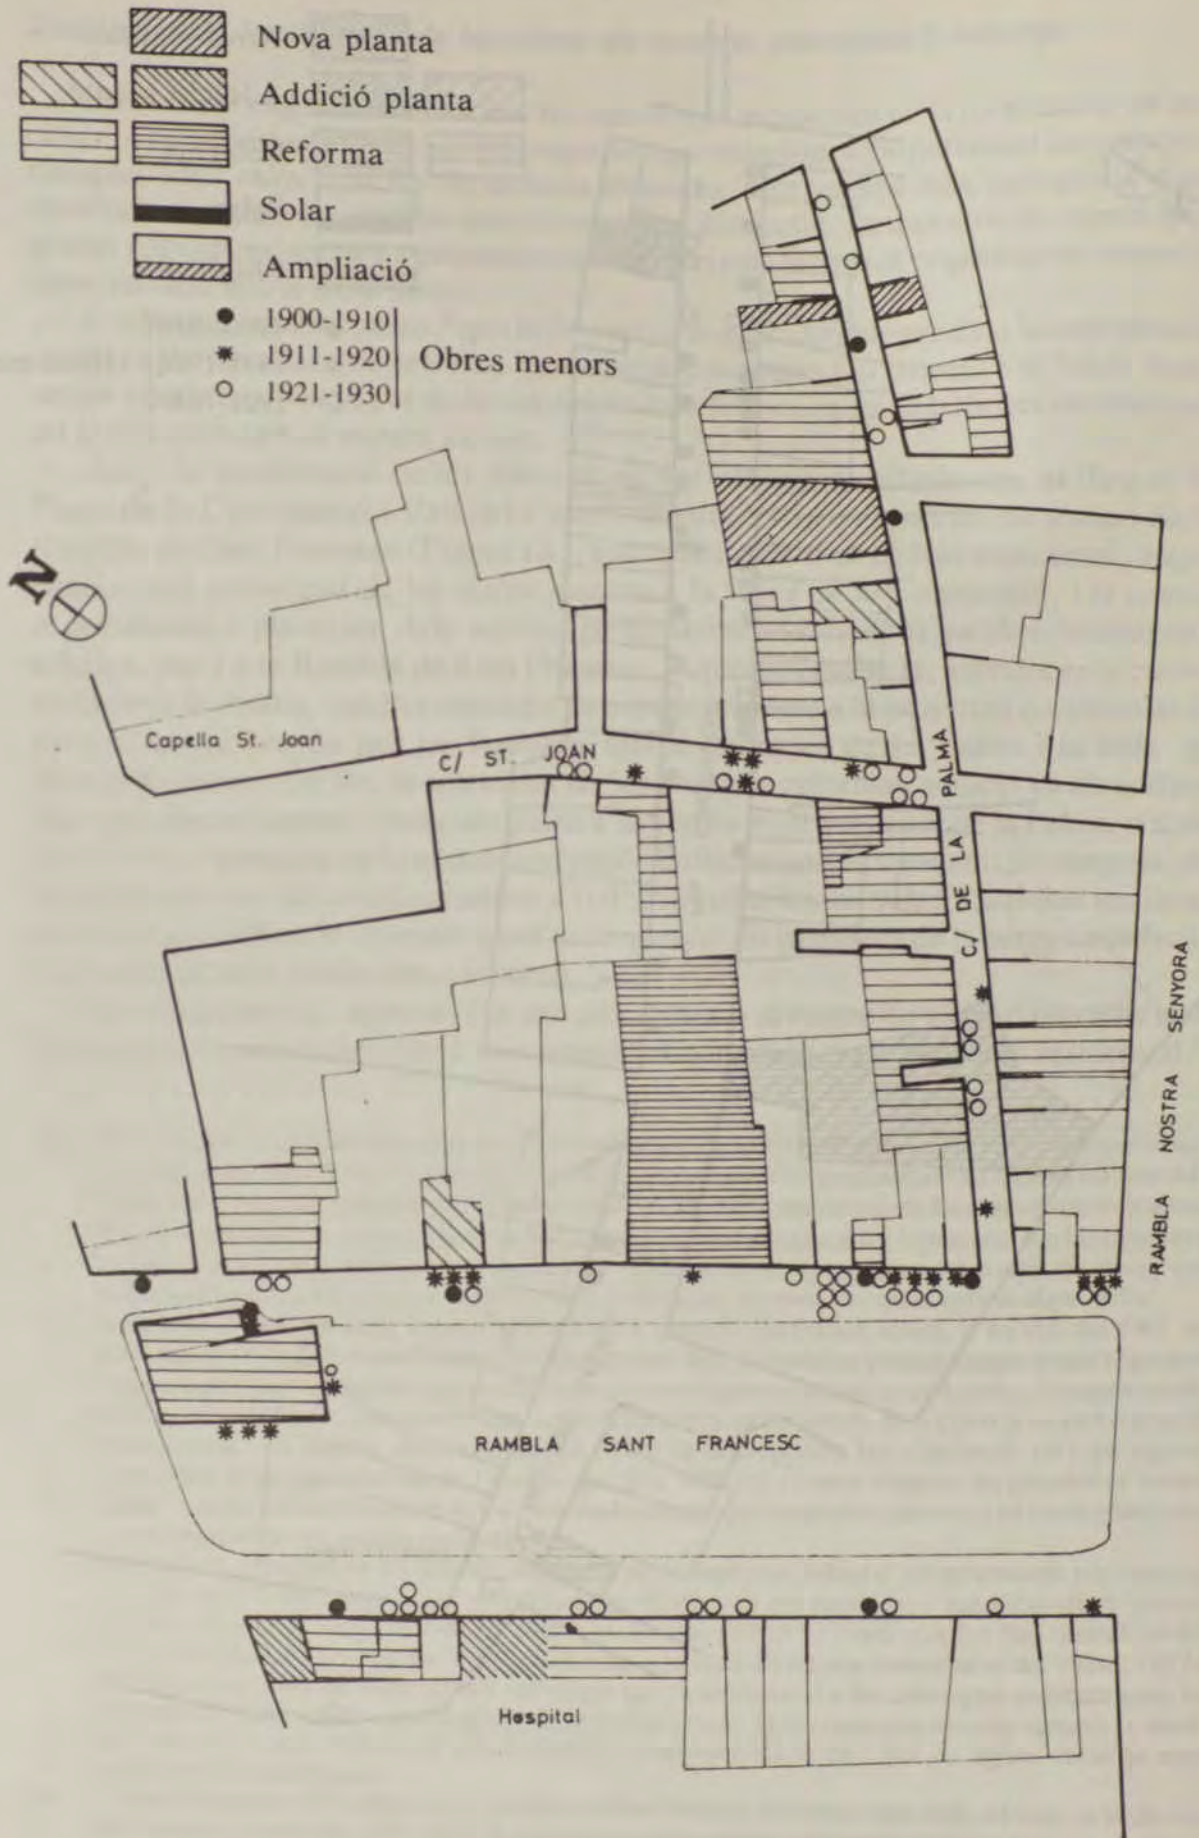 Nova planta
Addició planta
Reforma
Solar
Ampliació
1900-1910
1911-1920
1921-1930
Obres menors
N
Capella St. Joan
C/ ST. JOAN
C/ DE LA PALMA
RAMBLA NOSTRA SENYORA
RAMBLA SANT FRANCESC
Hospital